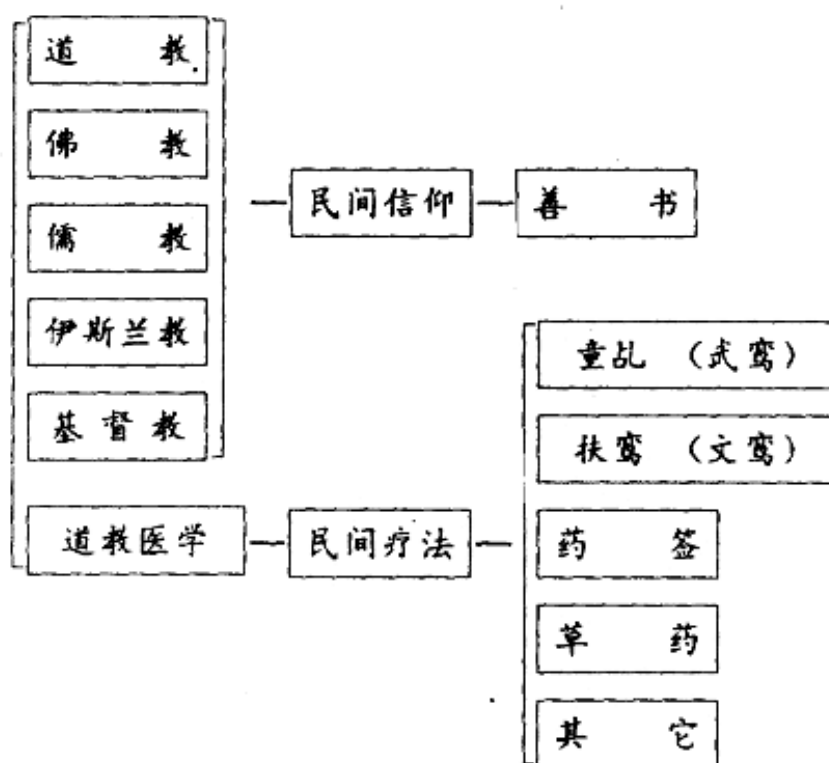 道教
佛教
儒教
伊斯兰教
基督教
道教医学
民间信仰
善书
民间疗法
童乩（武鸾）
扶鸾（文鸾）
药签
草药
其它